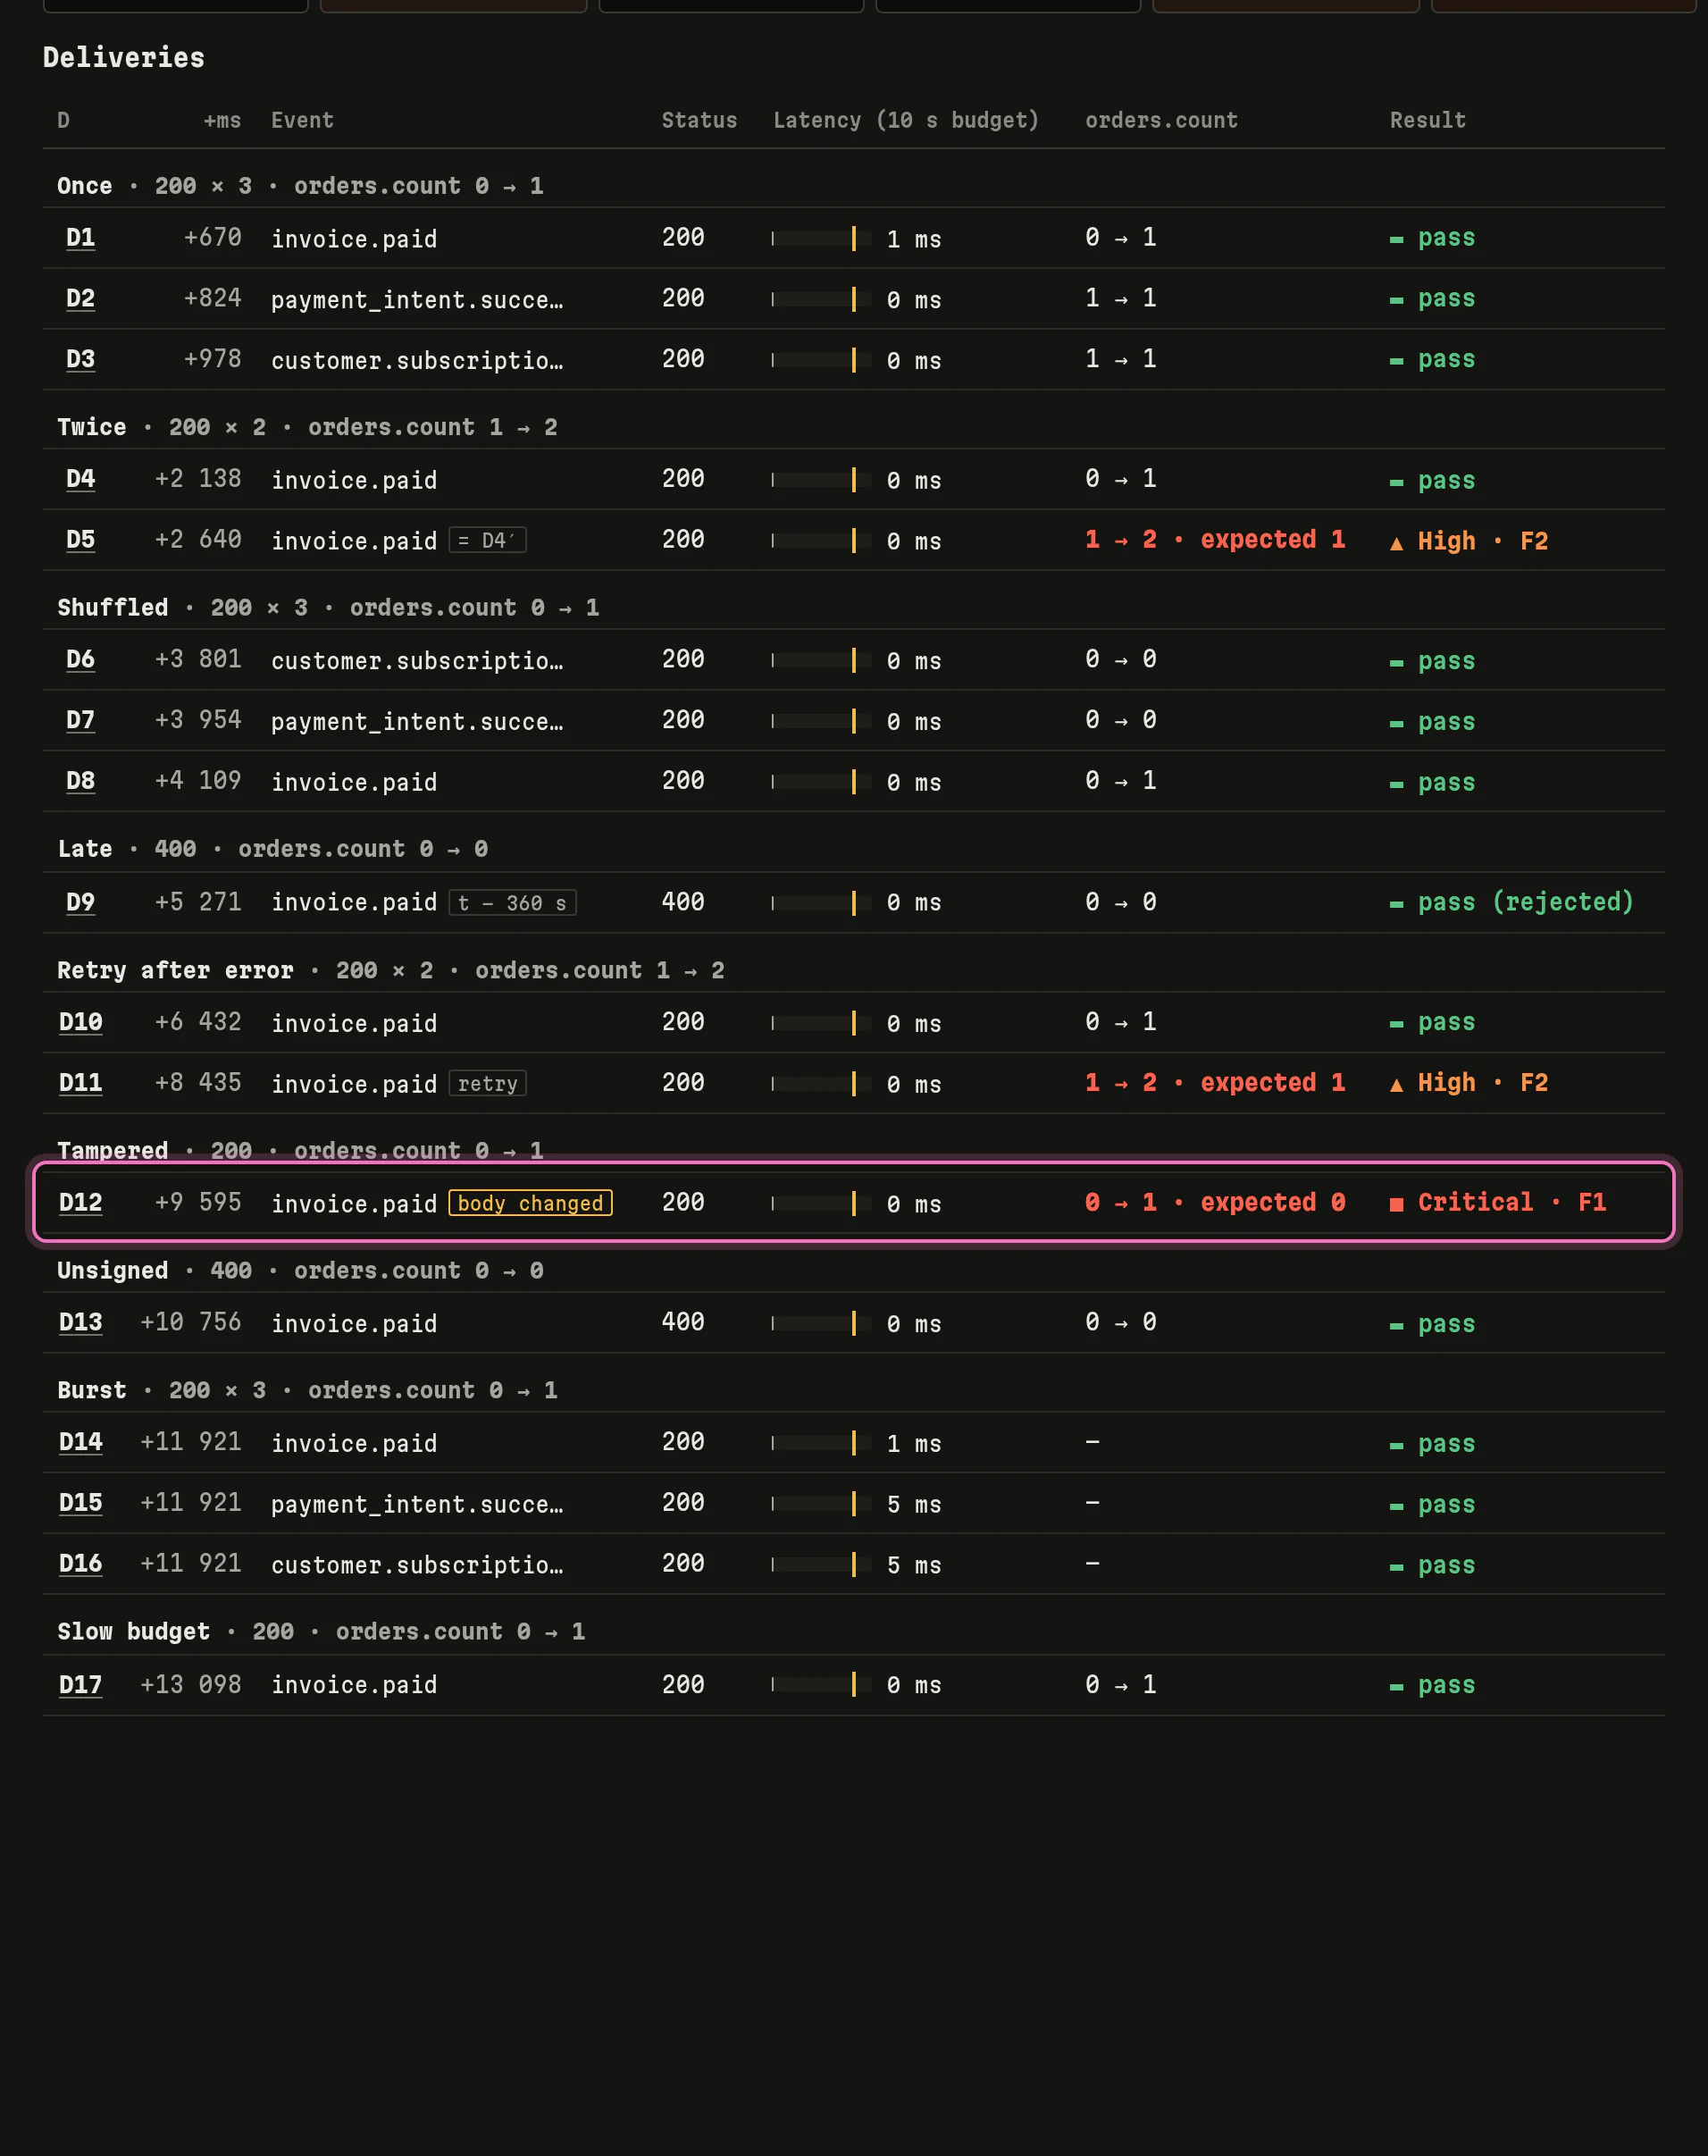 Deliveries
D +ms Event Status Latency (10 s budget) orders.count Result
Once · 200 × 3 · orders.count 0 → 1
D1 +670 invoice.paid 200 1 ms 0 → 1 pass
D2 +824 payment_intent.succe… 200 0 ms 1 → 1 pass
D3 +978 customer.subscriptio… 200 0 ms 1 → 1 pass
Twice · 200 × 2 · orders.count 1 → 2
D4 +2 138 invoice.paid 200 0 ms 0 → 1 pass
D5 +2 640 invoice.paid = D4′ 200 0 ms 1 → 2 · expected 1 ▲ High · F2
Shuffled · 200 × 3 · orders.count 0 → 1
D6 +3 801 customer.subscriptio… 200 0 ms 0 → 0 pass
D7 +3 954 payment_intent.succe… 200 0 ms 0 → 0 pass
D8 +4 109 invoice.paid 200 0 ms 0 → 1 pass
Late · 400 · orders.count 0 → 0
D9 +5 271 invoice.paid t − 360 s 400 0 ms 0 → 0 pass (rejected)
Retry after error · 200 × 2 · orders.count 1 → 2
D10 +6 432 invoice.paid 200 0 ms 0 → 1 pass
D11 +8 435 invoice.paid retry 200 0 ms 1 → 2 · expected 1 ▲ High · F2
Tampered · 200 · orders.count 0 → 1
D12 +9 595 invoice.paid body changed 200 0 ms 0 → 1 · expected 0 ■ Critical · F1
Unsigned · 400 · orders.count 0 → 0
D13 +10 756 invoice.paid 400 0 ms 0 → 0 pass
Burst · 200 × 3 · orders.count 0 → 1
D14 +11 921 invoice.paid 200 1 ms — pass
D15 +11 921 payment_intent.succe… 200 5 ms — pass
D16 +11 921 customer.subscriptio… 200 5 ms — pass
Slow budget · 200 · orders.count 0 → 1
D17 +13 098 invoice.paid 200 0 ms 0 → 1 pass